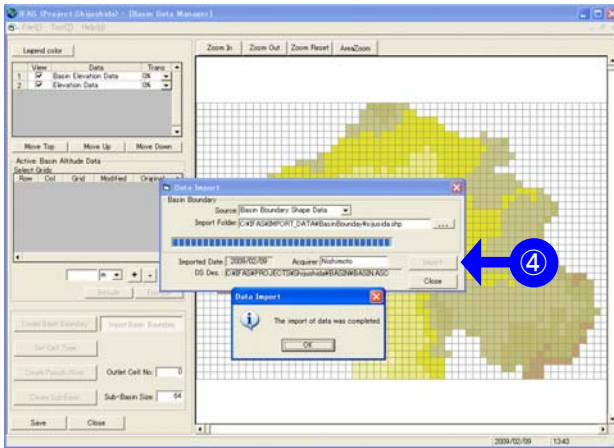 IFAS (Project:Shijushida) - [Basin Data Manager]
File(F) Tool(T) Help(H)
Legend color
Zoom In Zoom Out Zoom Reset AreaZoom
View Data Trans
1 Basin Elevation Data 0%
2 Elevation Data 0%
Move Top Move Up Move Down
Active Basin Altitude Data
Select Grids
Row Col Grid Modified Original
Data Import
Basin Boundary
Source: Basin Boundary Shape Data
Import Folder: C:¥IFAS¥IMPORT_DATA¥BasinBounday¥sijusida.shp ...
Imported Date: 2009/02/09 Acquirer: Nishimoto Import
DG Des. : C:¥IFAS¥PROJECTS¥Shijushida¥BASIN¥BASIN.ASC
Close
④
Data Import
The import of data was completed.
OK
m + -
Include
Create Basin Boundary Import Basin Boundary
Set Cell Type
Create Pseudo River Outlet Cell No. 0
Create Sub-Basin Sub-Basin Size 64
Save Close
2009/02/09 13:43